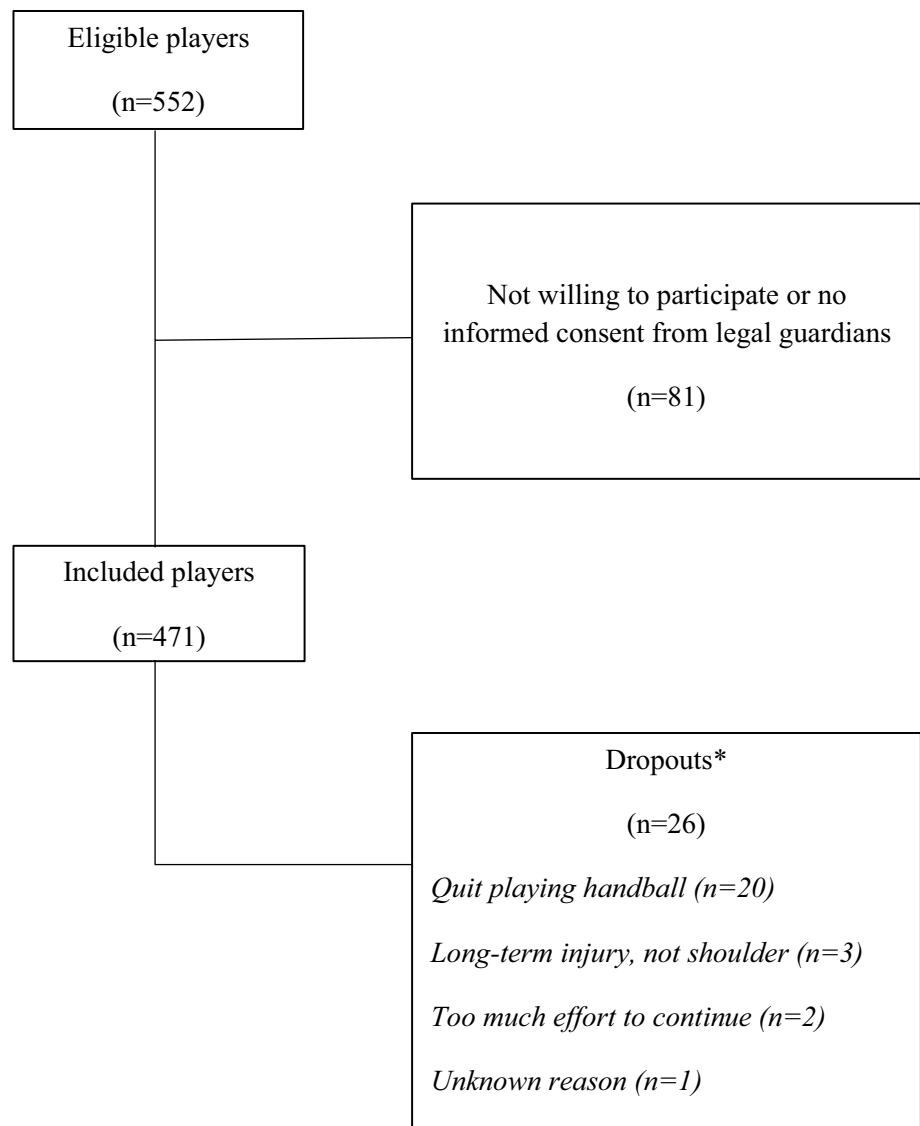 Eligible players
(n=552)
Not willing to participate or no
informed consent from legal guardians
(n=81)
Included players
(n=471)
Dropouts*
(n=26)
Quit playing handball (n=20)
Long-term injury, not shoulder (n=3)
Too much effort to continue (n=2)
Unknown reason (n=1)